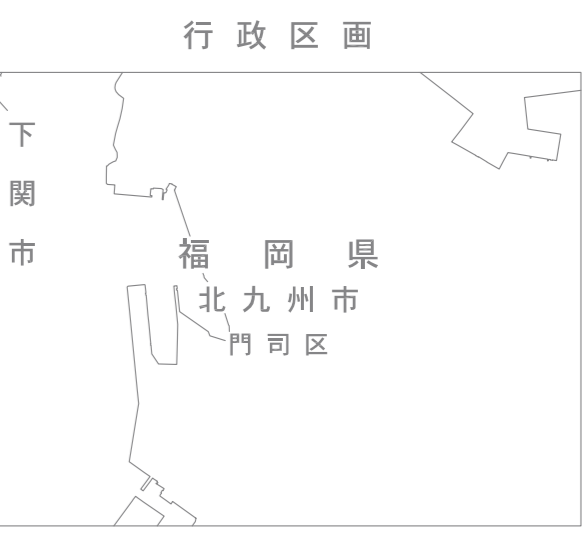 行政区画
下関市
福岡県
北九州市
門司区